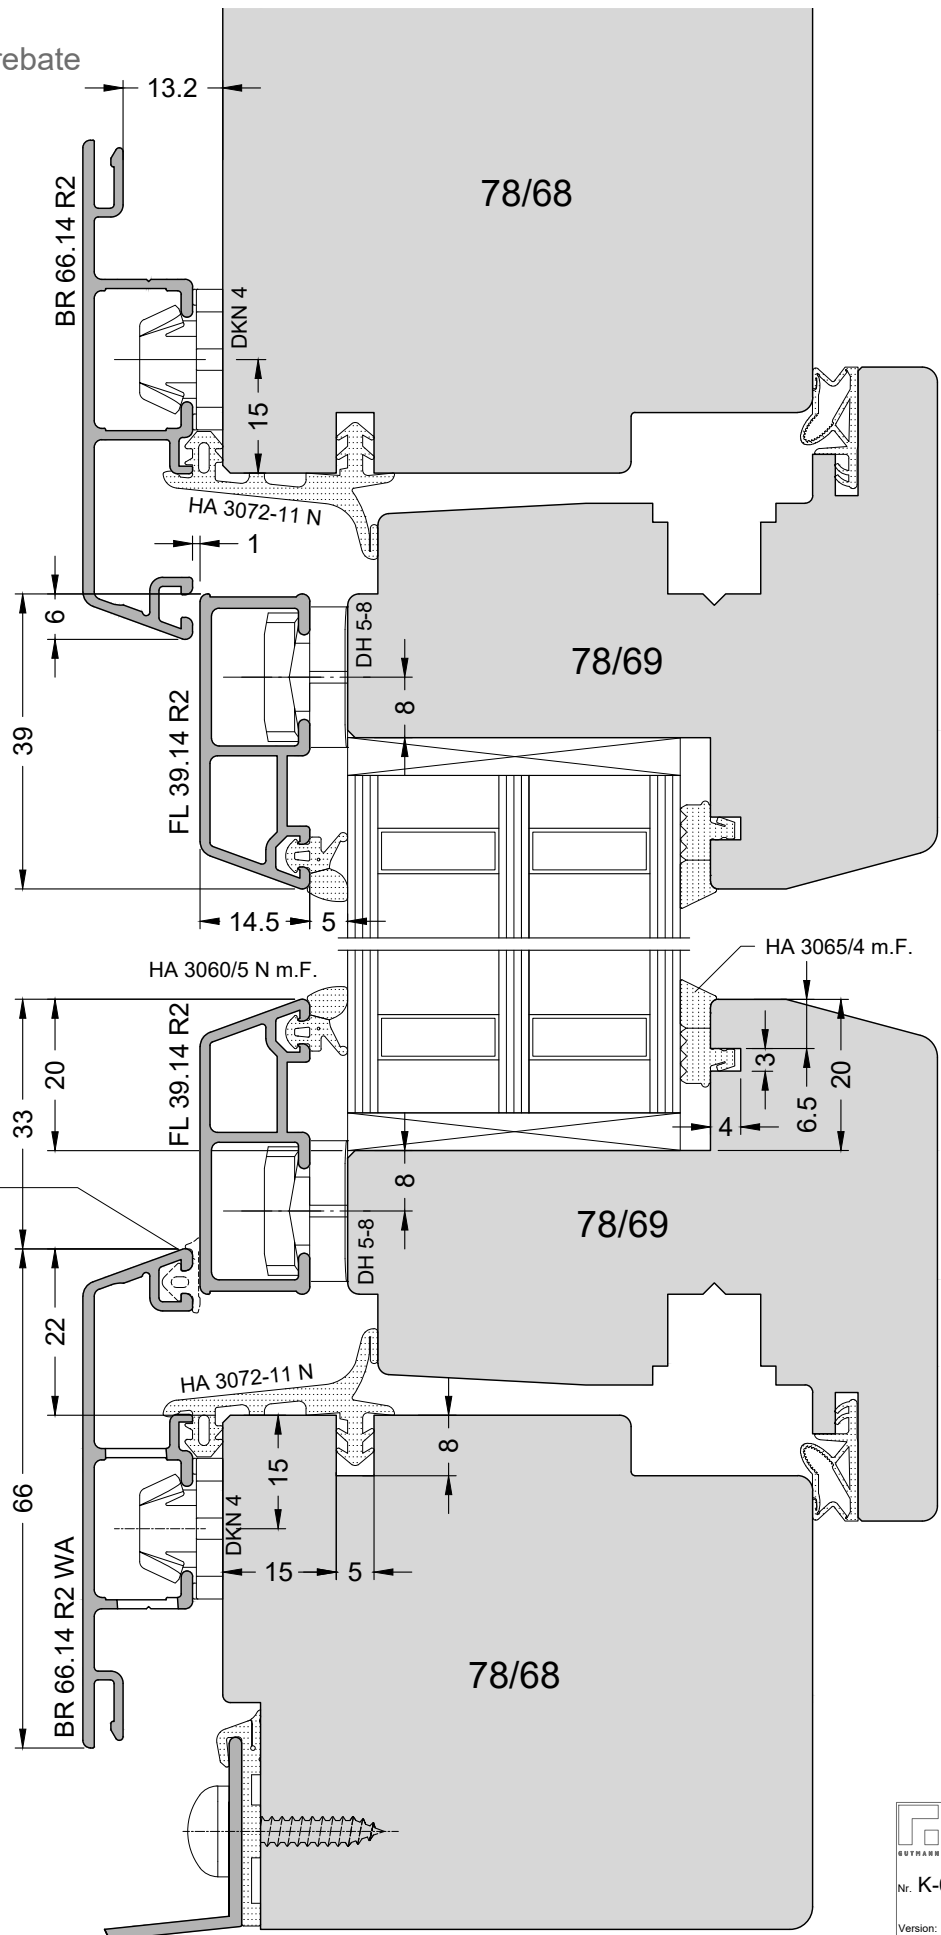 rebate
13.2
78/68
BR 66.14 R2
DKN 4
15
HA 3072-11 N
1
6
39
DH 5-8
78/69
8
FL 39.14 R2
14.5
5
HA 3065/4 m.F.
HA 3060/5 N m.F.
20
33
FL 39.14 R2
3
20
6.5
4
8
DH 5-8
78/69
22
HA 3072-11 N
8
15
66
DKN 4
15
5
BR 66.14 R2 WA
78/68
GUTMANN
Nr. K-
Version: